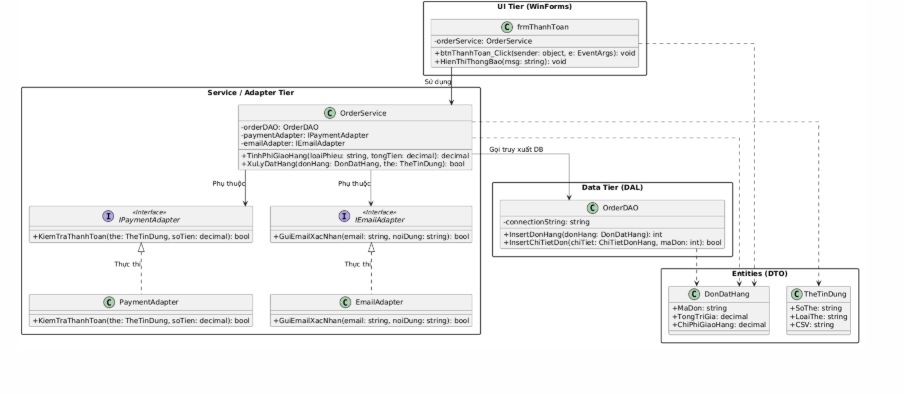 UI Tier (WinForms)
C frmThanhToan
-orderService: OrderService
+btnThanhToan_Click(sender: object, e: EventArgs): void
+HienThiThongBao(msg: string): void
Sử dụng
Service / Adapter Tier
C OrderService
-orderDAO: OrderDAO
-paymentAdapter: IPaymentAdapter
-emailAdapter: IEmailAdapter
+TinhPhiGiaoHang(loaiPhieu: string, tongTien: decimal): decimal
+XuLyDatHang(donHang: DonDatHang, the: TheTinDung): bool
Gọi truy xuất DB
Phụ thuộc
Phụ thuộc
Data Tier (DAL)
C OrderDAO
-connectionString: string
+InsertDonHang(donHang: DonDatHang): int
+InsertChiTietDon(chiTiet: ChiTietDonHang, maDon: int): bool
I «Interface»
IPaymentAdapter
+KiemTraThanhToan(the: TheTinDung, soTien: decimal): bool
I «Interface»
IEmailAdapter
+GuiEmailXacNhan(email: string, noiDung: string): bool
Thực thi
Thực thi
Entities (DTO)
C DonDatHang
+MaDon: string
+TongTriGia: decimal
+ChiPhiGiaoHang: decimal
C TheTinDung
+SoThe: string
+LoaiThe: string
+CSV: string
C PaymentAdapter
+KiemTraThanhToan(the: TheTinDung, soTien: decimal): bool
C EmailAdapter
+GuiEmailXacNhan(email: string, noiDung: string): bool